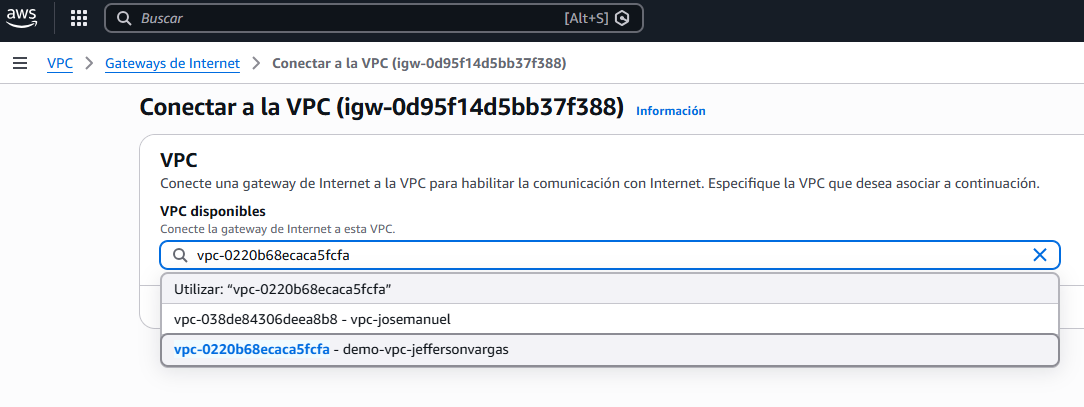 aws
Buscar [Alt+S]
VPC > Gateways de Internet > Conectar a la VPC (igw-0d95f14d5bb37f388)
Conectar a la VPC (igw-0d95f14d5bb37f388) Información
VPC
Conecte una gateway de Internet a la VPC para habilitar la comunicación con Internet. Especifique la VPC que desea asociar a continuación.
VPC disponibles
Conecte la gateway de Internet a esta VPC.
vpc-0220b68ecaca5fcfa
Utilizar: “vpc-0220b68ecaca5fcfa”
vpc-038de84306deea8b8 - vpc-josemanuel
vpc-0220b68ecaca5fcfa - demo-vpc-jeffersonvargas